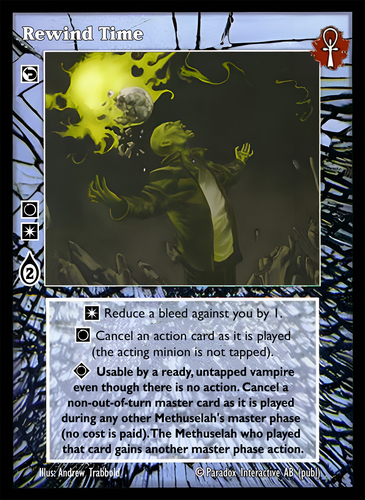 Rewind Time
2
Reduce a bleed against you by 1.
Cancel an action card as it is played
(the acting minion is not tapped).
Usable by a ready, untapped vampire
even though there is no action. Cancel a
non-out-of-turn master card as it is played
during any other Methuselah's master phase
(no cost is paid). The Methuselah who played
that card gains another master phase action.
Illus: Andrew Trabbold © Paradox Interactive AB (publ)